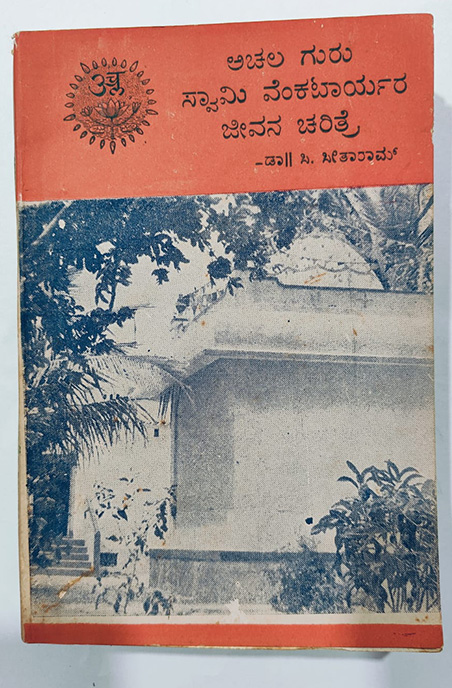 ಅಚಲ ಗುರು
ಸ್ವಾಮಿ ವೆಂಕಟಾರ್ಯರ
ಜೀವನ ಚರಿತ್ರೆ
-ಡಾ|| ಸಿ. ಸೀತಾರಾಮ್